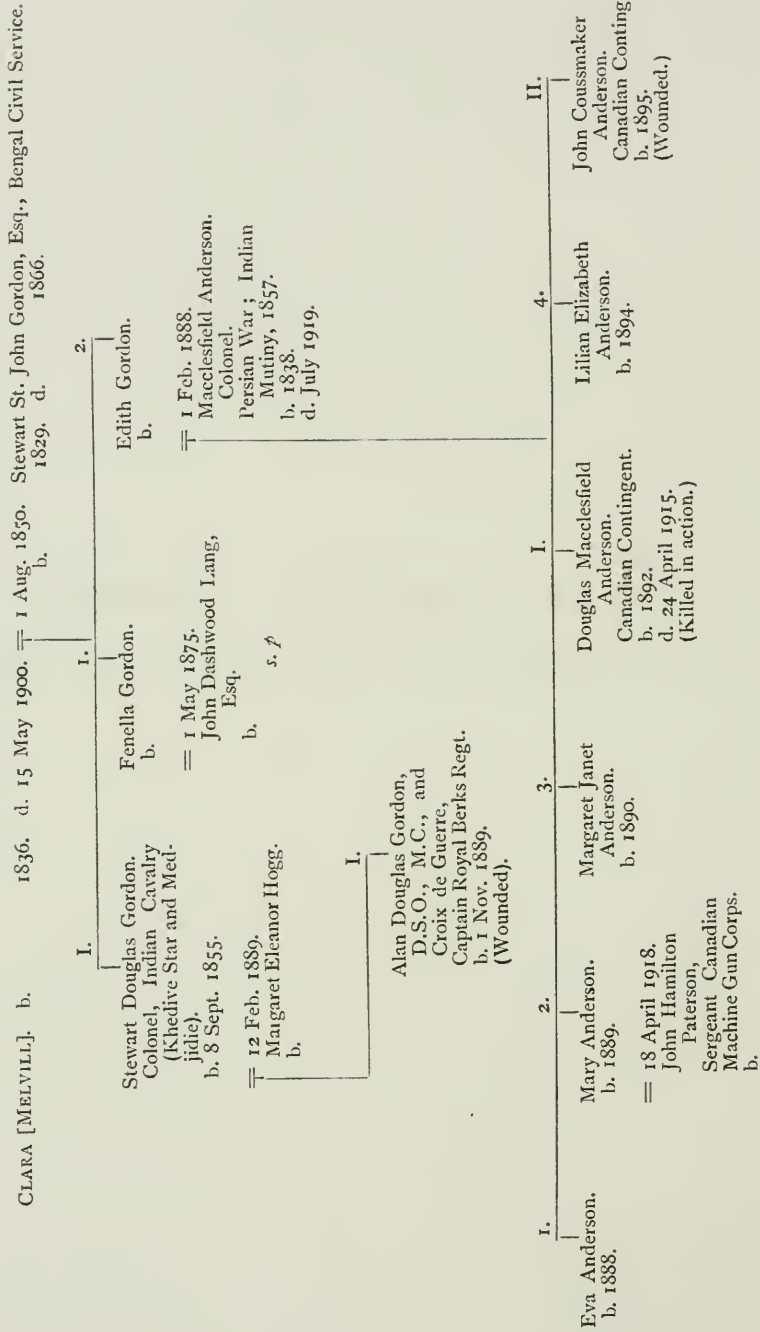 CLARA [MELVILL]. b. 1836. d. 15 May 1900. = 1 Aug. 1850. Stewart St. John Gordon, Esq., Bengal Civil Service.
b. 1829. d. 1866.
I.
Stewart Douglas Gordon.
Colonel, Indian Cavalry
(Khedive Star and Med-
jidie).
b. 8 Sept. 1855.
= 12 Feb. 1889.
Margaret Eleanor Hogg.
b.
1.
Fenella Gordon.
b.
= 1 May 1875.
John Dashwood Lang,
Esq.
b.
s. p
2.
Edith Gordon.
b.
= 1 Feb. 1888.
Macclesfield Anderson.
Colonel.
Persian War; Indian
Mutiny, 1857.
b. 1838.
d. July 1919.
I.
Alan Douglas Gordon,
D.S.O., M.C., and
Croix de Guerre,
Captain Royal Berks Regt.
b. 1 Nov. 1889.
(Wounded).
1.
Eva Anderson.
b. 1888.
2.
Mary Anderson.
b. 1889.
= 18 April 1918.
John Hamilton
Paterson,
Sergeant Canadian
Machine Gun Corps.
b.
3.
Margaret Janet
Anderson.
b. 1890.
I.
Douglas Macclesfield
Anderson.
Canadian Contingent.
b. 1892.
d. 24 April 1915.
(Killed in action.)
4.
Lilian Elizabeth
Anderson.
b. 1894.
II.
John Coussmaker
Anderson.
Canadian Conting
b. 1895.
(Wounded.)